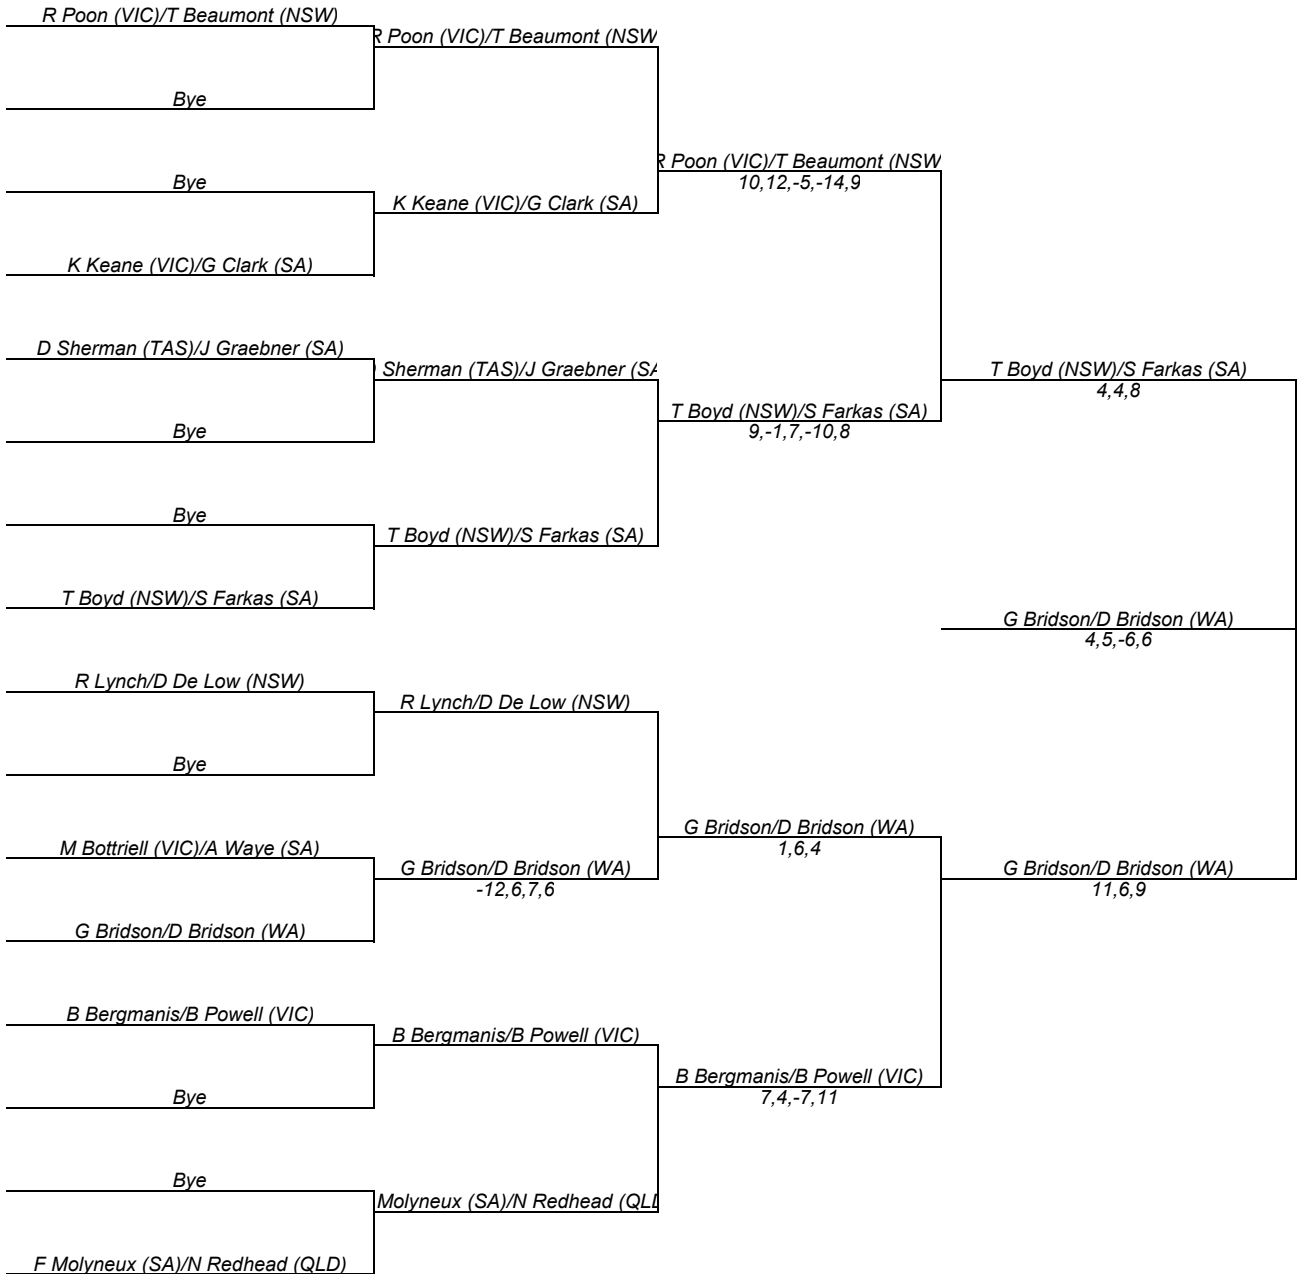 R Poon (VIC)/T Beaumont (NSW)
R Poon (VIC)/T Beaumont (NSW
Bye
R Poon (VIC)/T Beaumont (NSW
10,12,-5,-14,9
Bye
K Keane (VIC)/G Clark (SA)
K Keane (VIC)/G Clark (SA)
D Sherman (TAS)/J Graebner (SA)
Sherman (TAS)/J Graebner (SA
T Boyd (NSW)/S Farkas (SA)
4,4,8
T Boyd (NSW)/S Farkas (SA)
9,-1,7,-10,8
Bye
Bye
T Boyd (NSW)/S Farkas (SA)
T Boyd (NSW)/S Farkas (SA)
G Bridson/D Bridson (WA)
4,5,-6,6
R Lynch/D De Low (NSW)
R Lynch/D De Low (NSW)
Bye
G Bridson/D Bridson (WA)
1,6,4
M Bottriell (VIC)/A Waye (SA)
G Bridson/D Bridson (WA)
-12,6,7,6
G Bridson/D Bridson (WA)
11,6,9
G Bridson/D Bridson (WA)
B Bergmanis/B Powell (VIC)
B Bergmanis/B Powell (VIC)
B Bergmanis/B Powell (VIC)
7,4,-7,11
Bye
Bye
Molyneux (SA)/N Redhead (QLD
F Molyneux (SA)/N Redhead (QLD)